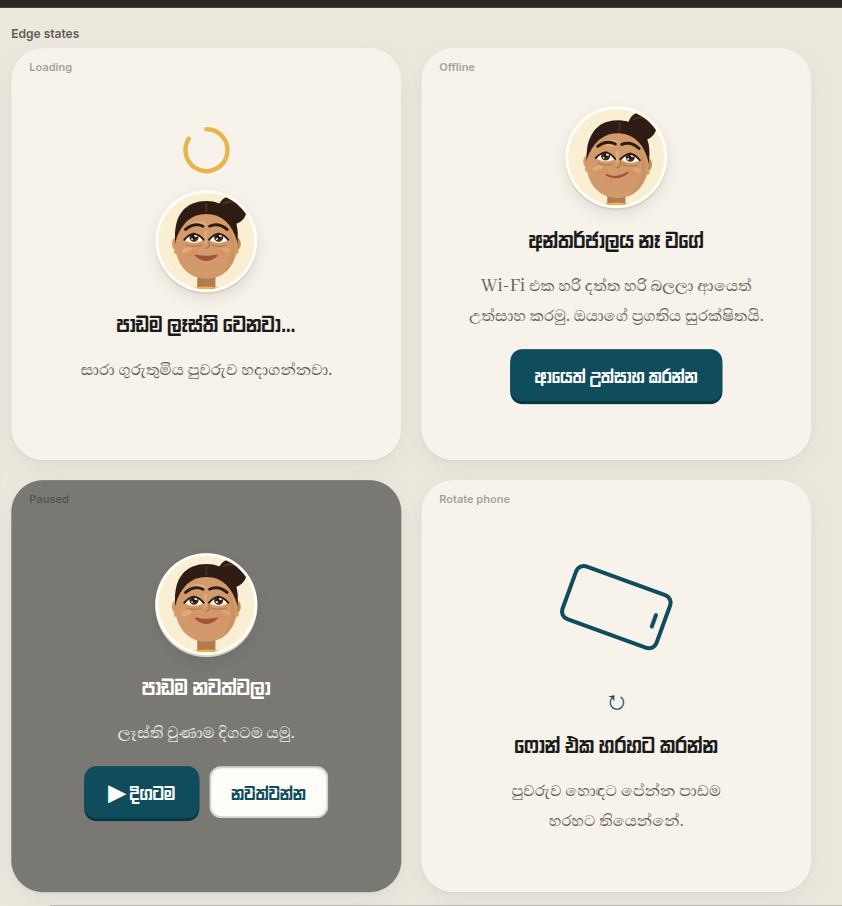 Edge states
Loading
පාඩම ලෑස්ති වෙනවා...
සාරා ගුරුතුමිය පුවරුව හදාගන්නවා.
Offline
අන්තර්ජාලය නෑ වගේ
Wi-Fi එක හරි දත්ත හරි බලලා ආයෙත්
උත්සාහ කරමු. ඔයාගේ ප්‍රගතිය සුරක්ෂිතයි.
ආයෙත් උත්සාහ කරන්න
Paused
පාඩම නවත්වලා
ලෑස්ති වුණාම දිගටම යමු.
▶ දිගටම
නවත්වන්න
Rotate phone
↻
ෆෝන් එක හරහට කරන්න
පුවරුව හොඳට පේන්න පාඩම
හරහට තියෙන්නේ.